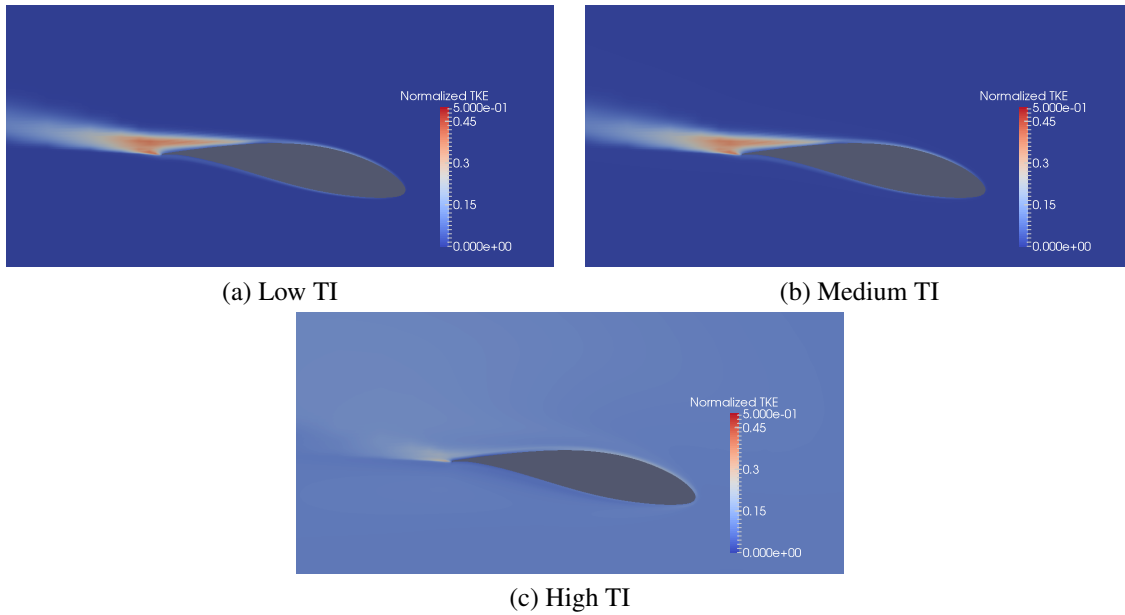 Normalized TKE
5.000e-01
0.45
0.3
0.15
0.000e+00
(a) Low TI
Normalized TKE
5.000e-01
0.45
0.3
0.15
0.000e+00
(b) Medium TI
Normalized TKE
5.000e-01
0.45
0.3
0.15
0.000e+00
(c) High TI